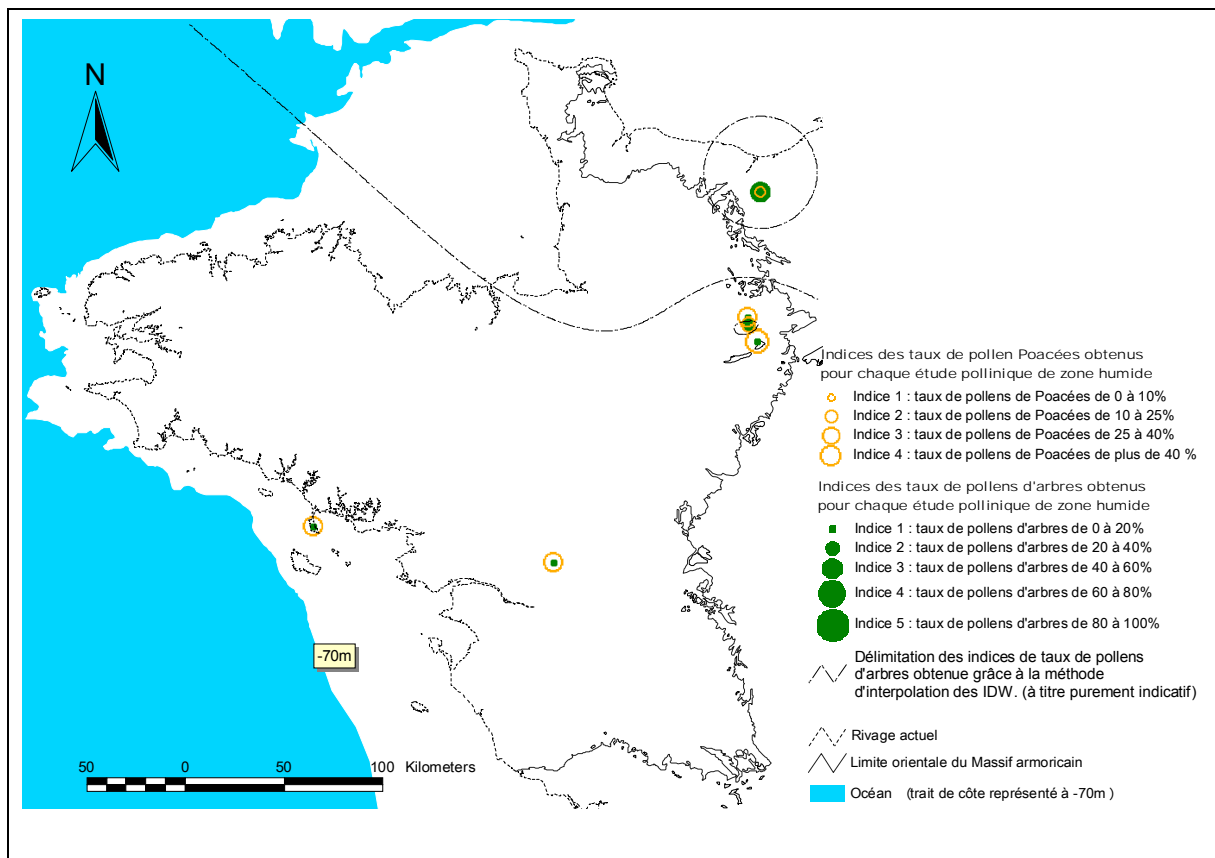 N
Indices des taux de pollen Poacées obtenus
pour chaque étude pollinique de zone humide
Indice 1 : taux de pollens de Poacées de 0 à 10%
Indice 2 : taux de pollens de Poacées de 10 à 25%
Indice 3 : taux de pollens de Poacées de 25 à 40%
Indice 4 : taux de pollens de Poacées de plus de 40 %
Indices des taux de pollens d'arbres obtenus
pour chaque étude pollinique de zone humide
Indice 1 : taux de pollens d'arbres de 0 à 20%
Indice 2 : taux de pollens d'arbres de 20 à 40%
Indice 3 : taux de pollens d'arbres de 40 à 60%
Indice 4 : taux de pollens d'arbres de 60 à 80%
Indice 5 : taux de pollens d'arbres de 80 à 100%
Délimitation des indices de taux de pollens
d'arbres obtenue grâce à la méthode
d'interpolation des IDW. (à titre purement indicatif)
Rivage actuel
Limite orientale du Massif armoricain
Océan (trait de côte représenté à -70m )
-70m
50 0 50 100 Kilometers